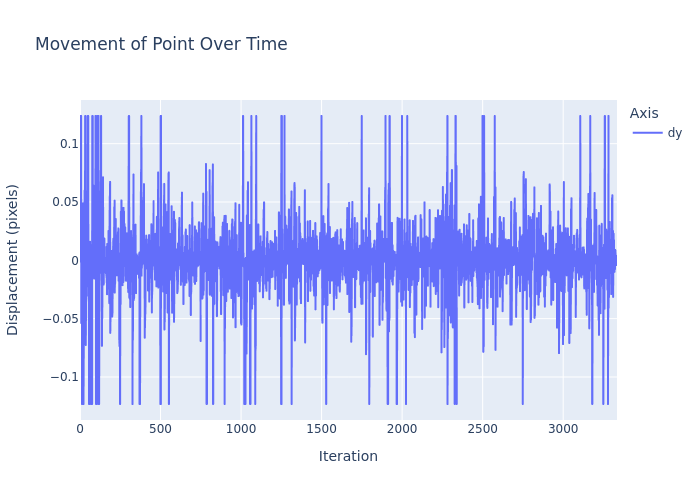 Movement of Point Over Time
Axis
dy
0.1
0.05
0
−0.05
−0.1
Displacement (pixels)
0 500 1000 1500 2000 2500 3000
Iteration